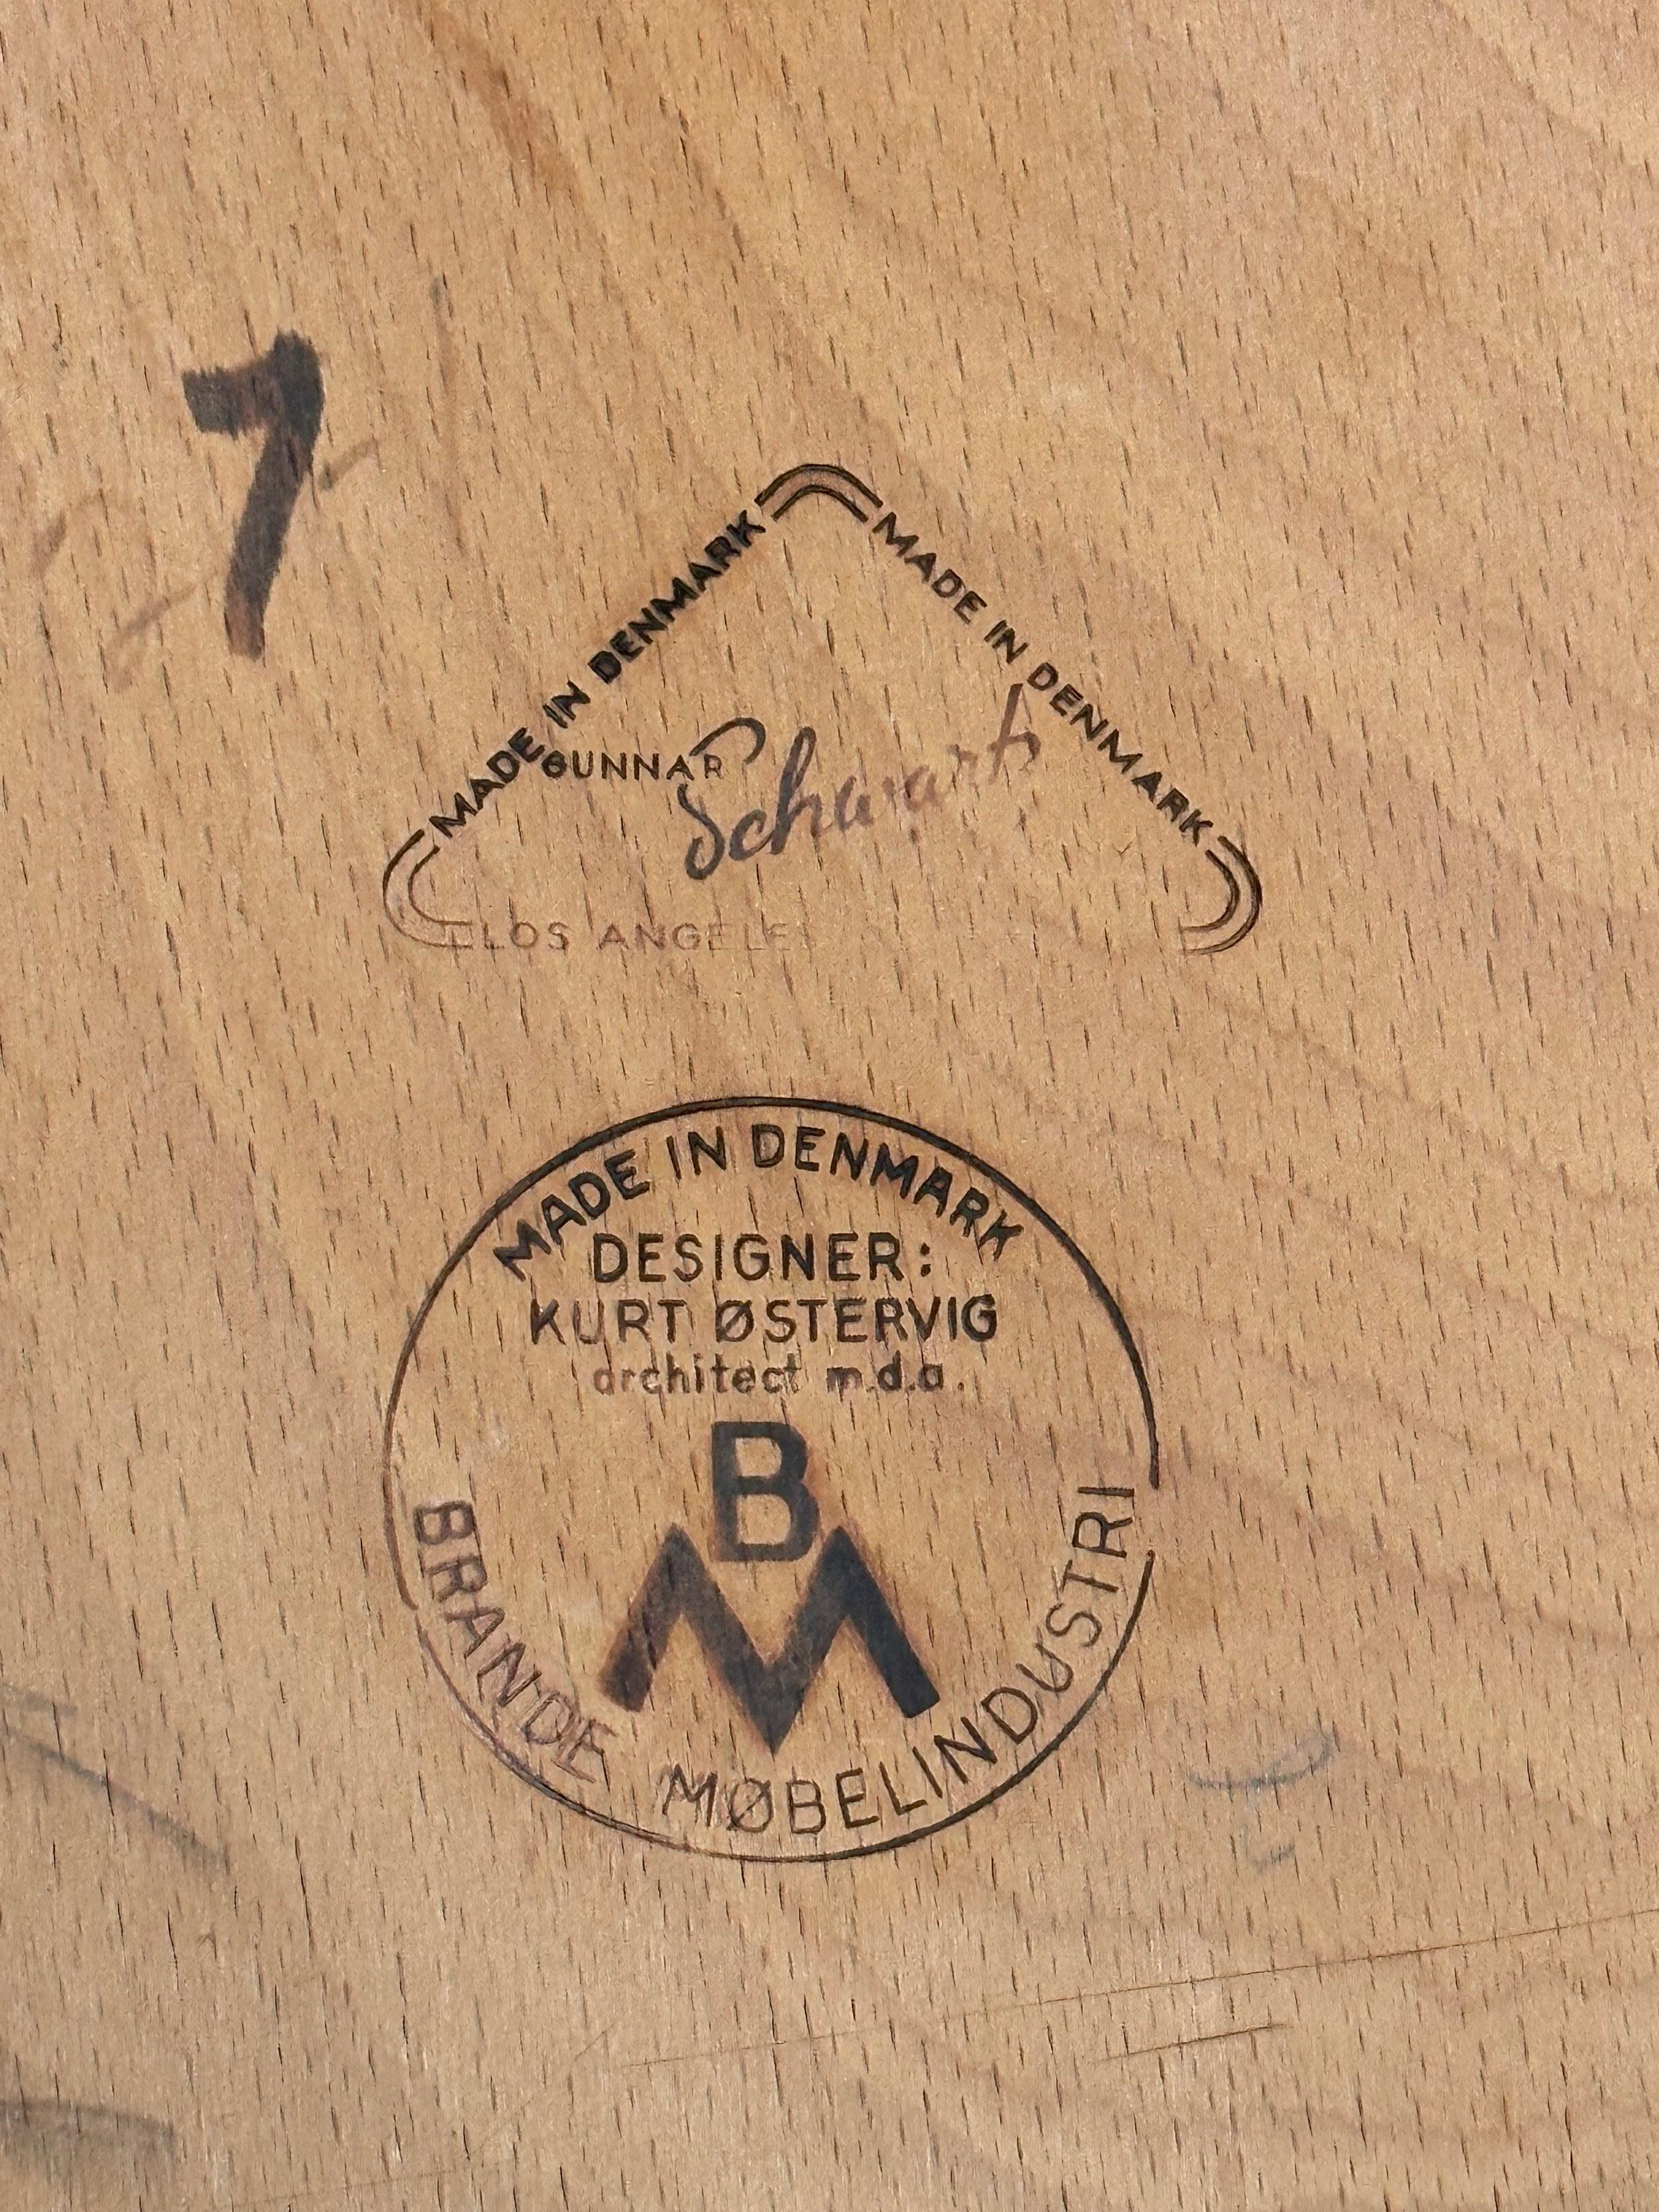 7
MADE IN DENMARK
MADE IN DENMARK
GUNNAR
Schwartz
LOS ANGELES
MADE IN DENMARK
DESIGNER:
KURT ØSTERVIG
architect m.d.a.
B
M
BRANDE MØBELINDUSTRI